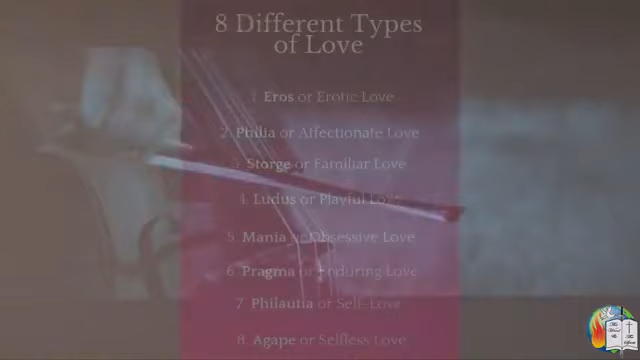 8 Different Types
of Love
1. Eros or Erotic Love
2. Philia or Affectionate Love
3. Storge or Familiar Love
4. Ludus or Playful Love
5. Mania or Obsessive Love
6. Pragma or Enduring Love
7. Philautia or Self-Love
8. Agape or Selfless Love